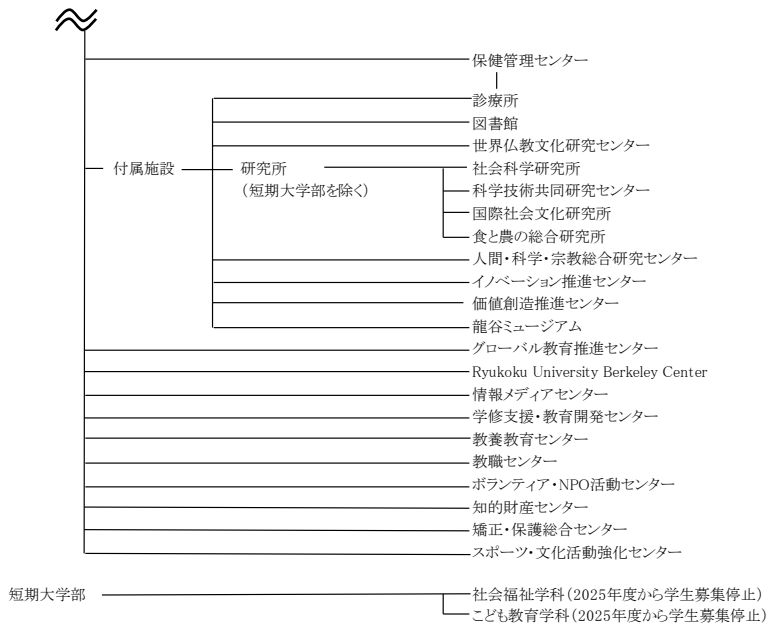 保健管理センター
診療所
図書館
世界仏教文化研究センター
付属施設 研究所 社会科学研究所
(短期大学部を除く) 科学技術共同研究センター
国際社会文化研究所
食と農の総合研究所
人間・科学・宗教総合研究センター
イノベーション推進センター
価値創造推進センター
龍谷ミュージアム
グローバル教育推進センター
Ryukoku University Berkeley Center
情報メディアセンター
学修支援・教育開発センター
教養教育センター
教職センター
ボランティア・NPO活動センター
知的財産センター
矯正・保護総合センター
スポーツ・文化活動強化センター
短期大学部 社会福祉学科(2025年度から学生募集停止)
こども教育学科(2025年度から学生募集停止)